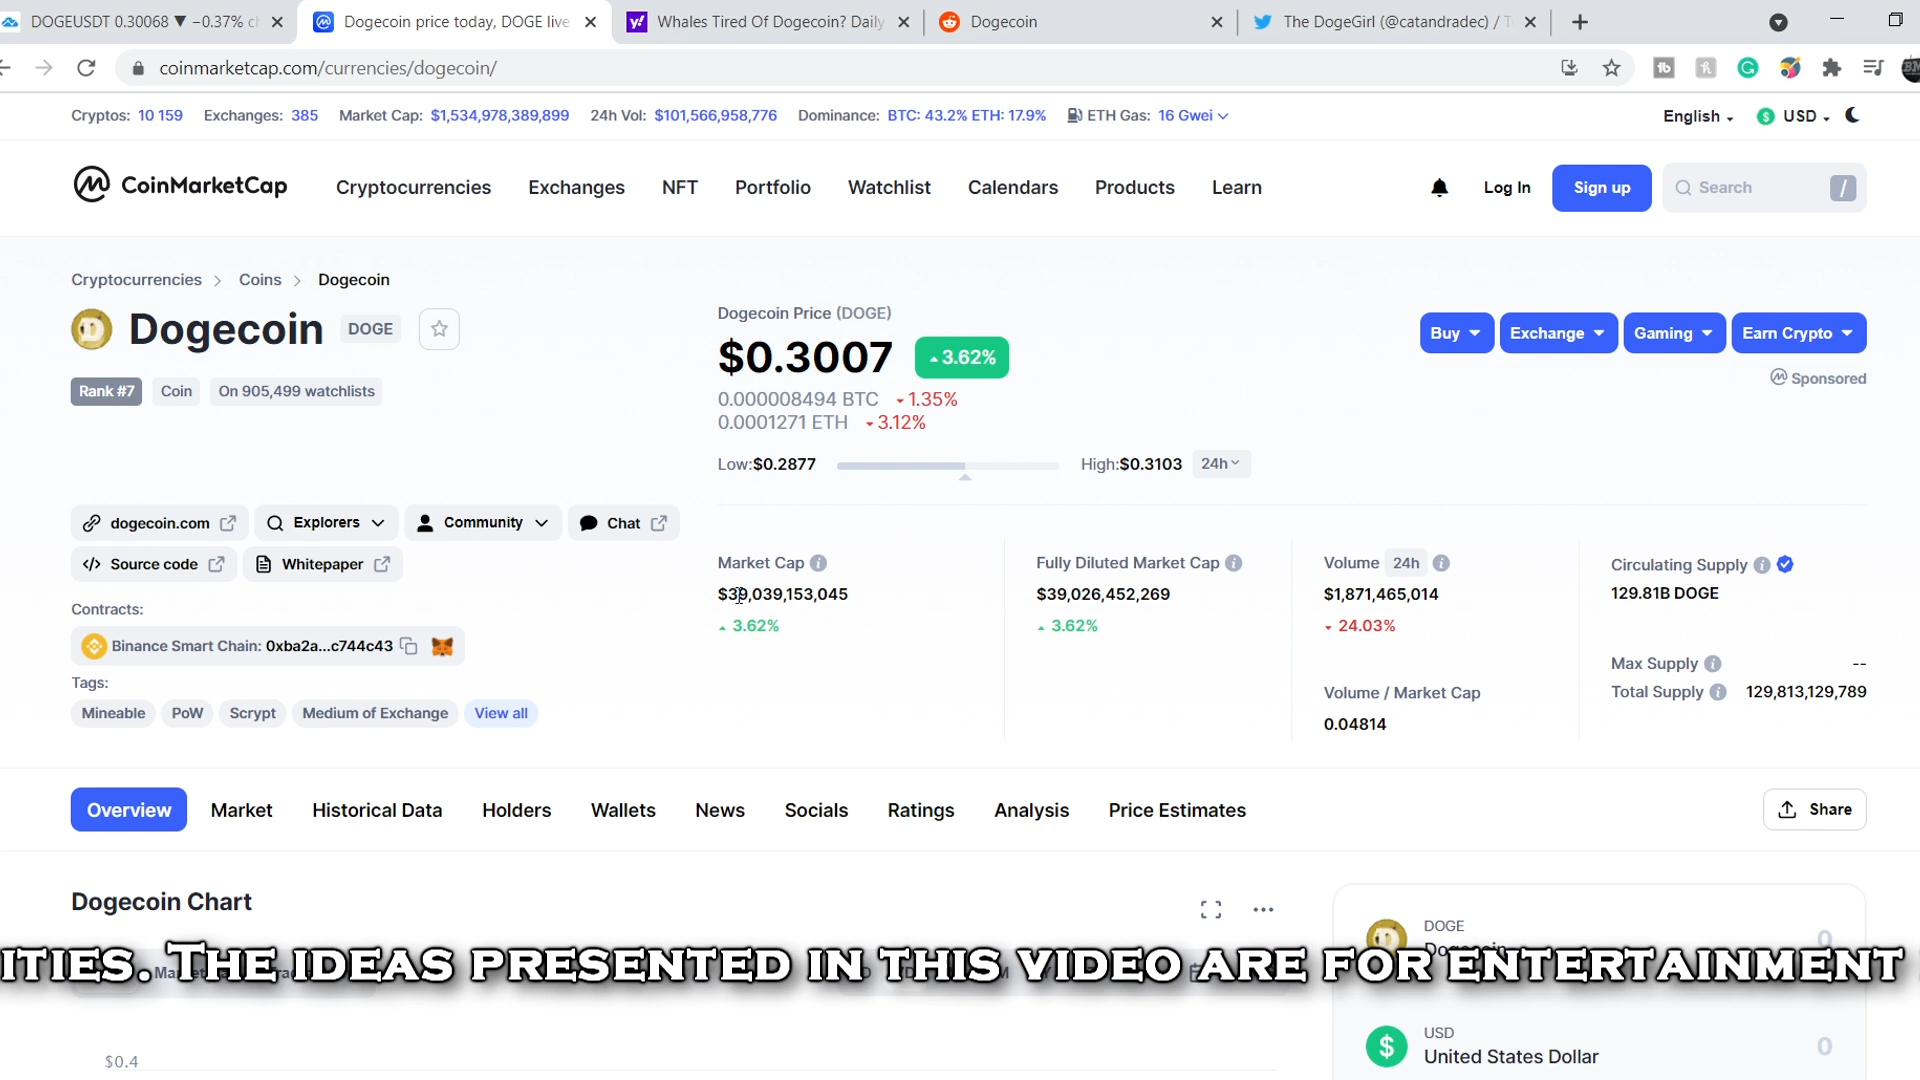 DOGEUSDT 0.30068 ▼ −0.37%
Dogecoin price today, DOGE live
Whales Tired Of Dogecoin? Daily
Dogecoin
The DogeGirl (@catandradec) /
coinmarketcap.com/currencies/dogecoin/
Cryptos: 10 159 Exchanges: 385 Market Cap: $1,534,978,389,899 24h Vol: $101,566,958,776 Dominance: BTC: 43.2% ETH: 17.9% ETH Gas: 16 Gwei
English USD
CoinMarketCap Cryptocurrencies Exchanges NFT Portfolio Watchlist Calendars Products Learn Log In Sign up Search /
Cryptocurrencies > Coins > Dogecoin
Dogecoin DOGE
Rank #7 Coin On 905,499 watchlists
Dogecoin Price (DOGE)
$0.3007 3.62%
0.000008494 BTC 1.35%
0.0001271 ETH 3.12%
Low:$0.2877 High:$0.3103 24h
Buy Exchange Gaming Earn Crypto
Sponsored
dogecoin.com Explorers Community Chat
Source code Whitepaper
Contracts:
Binance Smart Chain: 0xba2a...c744c43
Tags:
Mineable PoW Scrypt Medium of Exchange View all
Market Cap
$39,039,153,045
3.62%
Fully Diluted Market Cap
$39,026,452,269
3.62%
Volume 24h
$1,871,465,014
24.03%
Volume / Market Cap
0.04814
Circulating Supply
129.81B DOGE
Max Supply --
Total Supply 129,813,129,789
Overview Market Historical Data Holders Wallets News Socials Ratings Analysis Price Estimates Share
Dogecoin Chart
DOGE
Dogecoin 0
ITIES. THE IDEAS PRESENTED IN THIS VIDEO ARE FOR ENTERTAINMENT
USD
United States Dollar 0
$0.4